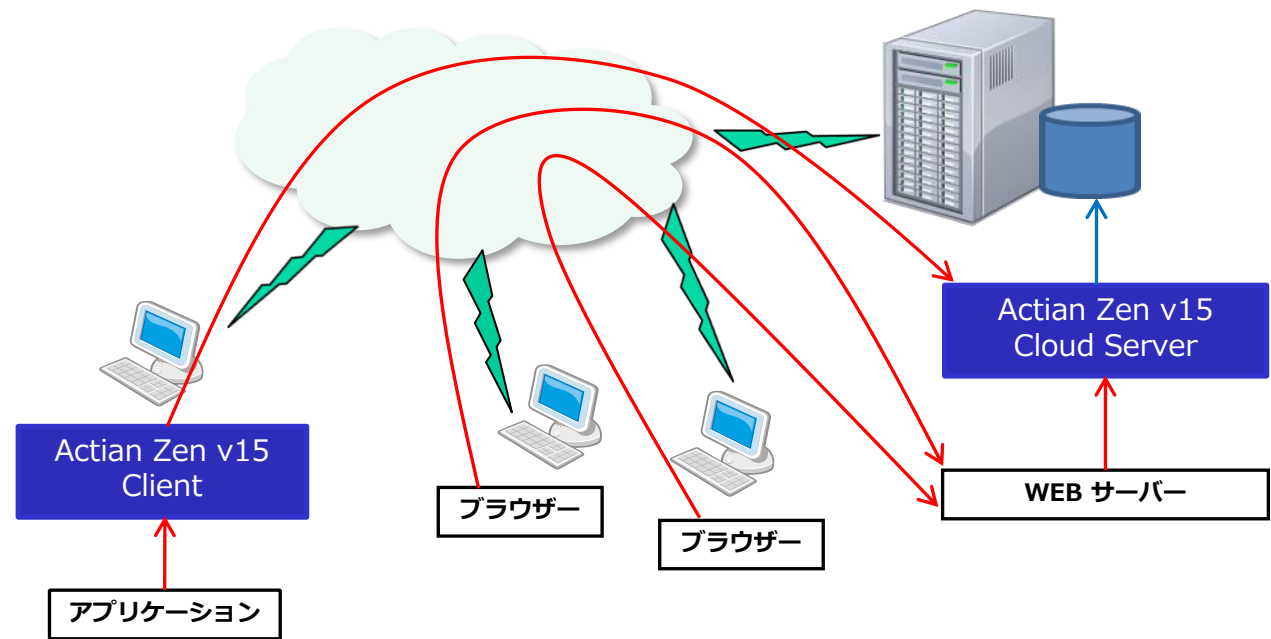 Actian Zen v15
Cloud Server
Actian Zen v15
Client
WEB サーバー
ブラウザー
ブラウザー
アプリケーション